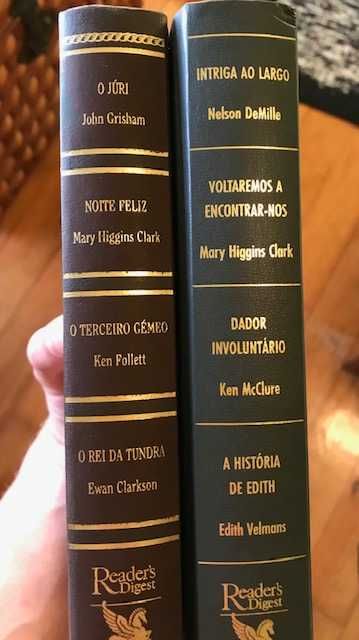 O JÚRI
John Grisham
NOITE FELIZ
Mary Higgins Clark
O TERCEIRO GÉMEO
Ken Follett
O REI DA TUNDRA
Ewan Clarkson
Reader's
Digest
INTRIGA AO LARGO
Nelson DeMille
VOLTAREMOS A
ENCONTRAR-NOS
Mary Higgins Clark
DADOR
INVOLUNTÁRIO
Ken McClure
A HISTÓRIA
DE EDITH
Edith Velmans
Reader's
Digest